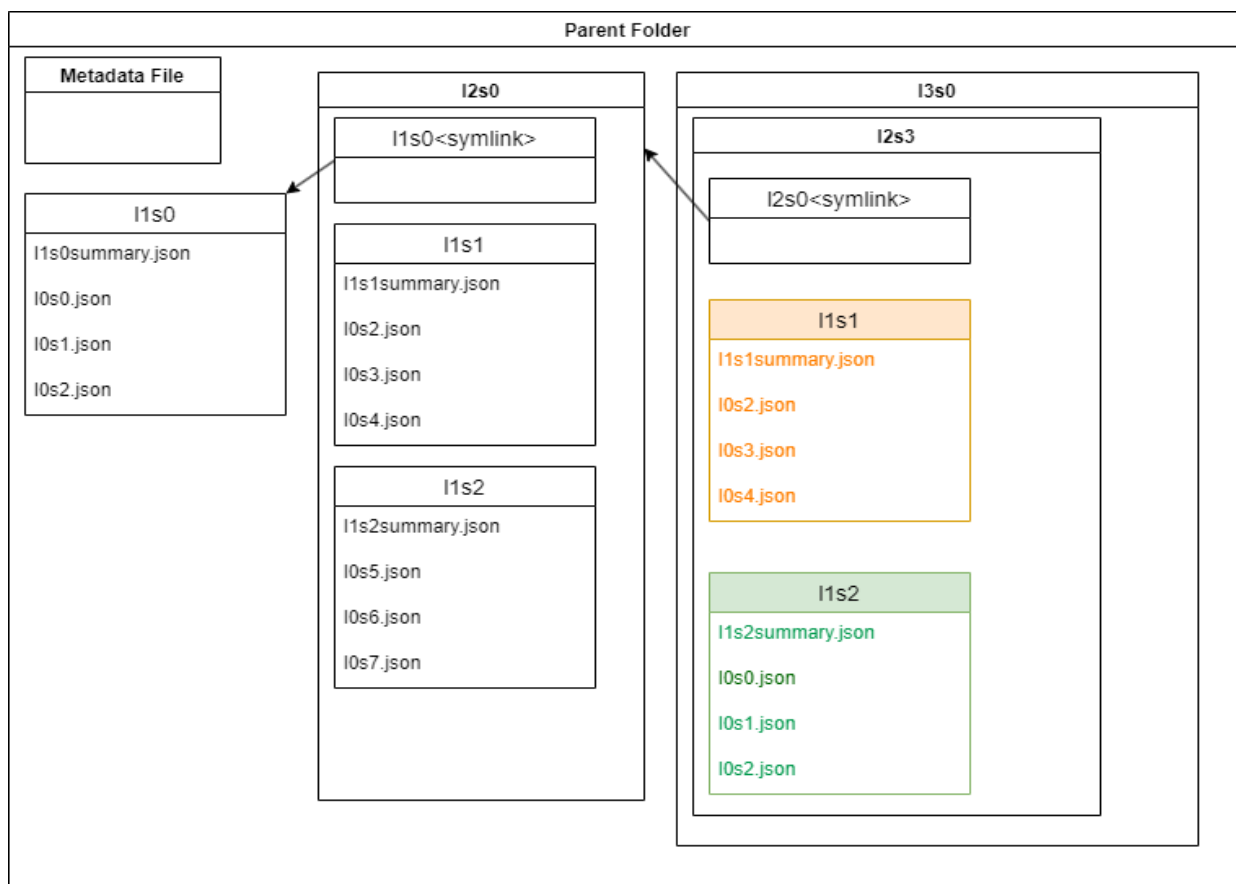 Parent Folder
Metadata File
l1s0
l1s0summary.json
l0s0.json
l0s1.json
l0s2.json
l2s0
l1s0<symlink>
l1s1
l1s1summary.json
l0s2.json
l0s3.json
l0s4.json
l1s2
l1s2summary.json
l0s5.json
l0s6.json
l0s7.json
l3s0
l2s3
l2s0<symlink>
l1s1
l1s1summary.json
l0s2.json
l0s3.json
l0s4.json
l1s2
l1s2summary.json
l0s0.json
l0s1.json
l0s2.json